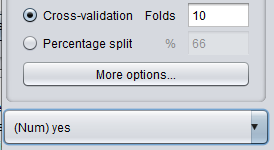 Cross-validation Folds 10
Percentage split % 66
More options...
(Num) yes